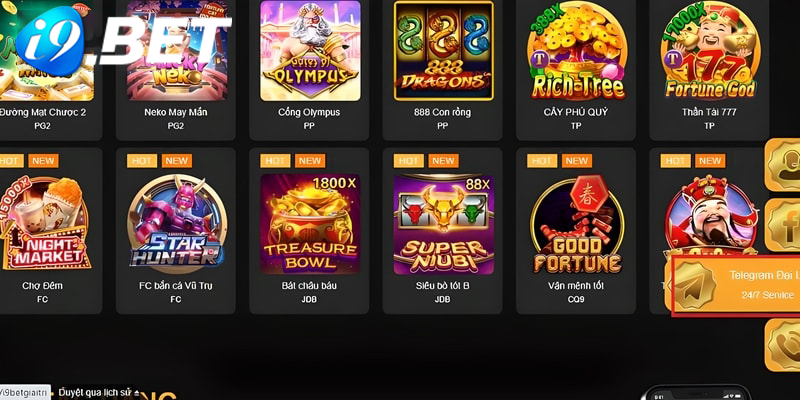 i9.BET
OLYMPUS
888
DRAGONS
388X
Rich-Tree
17000X
777
Fortune God
Neko
Đường Mạt Chược 2
Neko May Mắn
Cổng Olympus
888 Con rồng
CÂY PHÚ QUÝ
Thần Tài 777
PG2
PG2
PP
PP
TP
TP
HOT NEW
HOT NEW
HOT NEW
HOT NEW
HOT NEW
HOT NEW
15000X
NIGHT
MARKET
STAR
HUNTER
1800X
TREASURE
BOWL
88X
SUPER
NIUBI
春
GOOD
FORTUNE
Chợ Đêm
FC bắn cá Vũ Trụ
Bát châu báu
Siêu bò tót B
Vận mệnh tốt
FC
FC
JDB
JDB
CQ9
Telegram Đại L
24/7 Service
i9betgiaitri
Duyệt qua lịch sử